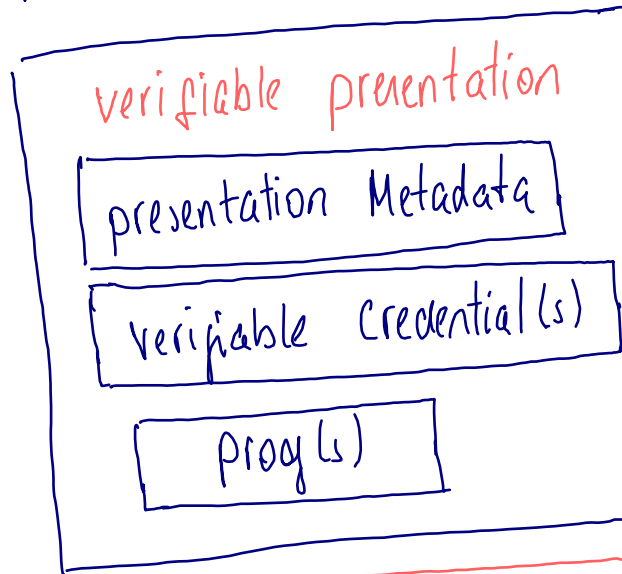 verifiable presentation
presentation Metadata
verifiable credential(s)
proof(s)